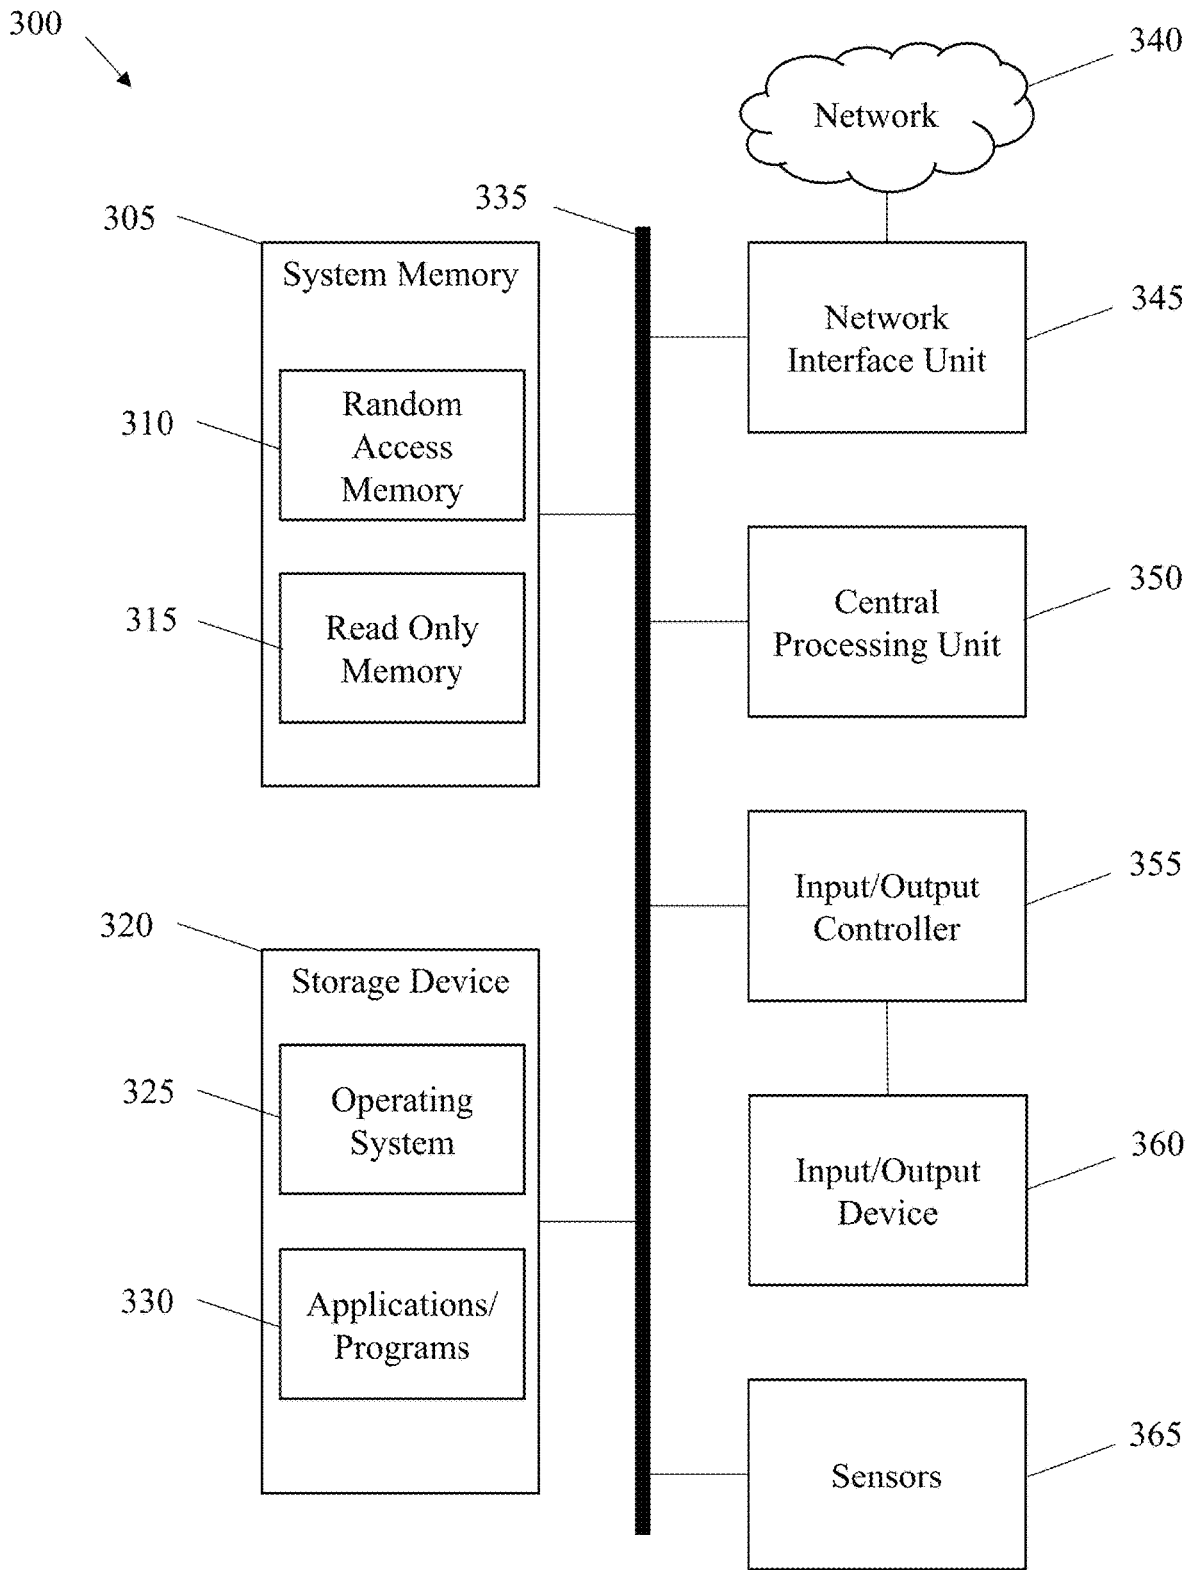 300
340
Network
335
305
System Memory
345
Network
Interface Unit
310
Random
Access
Memory
350
Central
Processing Unit
315
Read Only
Memory
355
Input/Output
Controller
320
Storage Device
325
Operating
System
360
Input/Output
Device
330
Applications/
Programs
365
Sensors